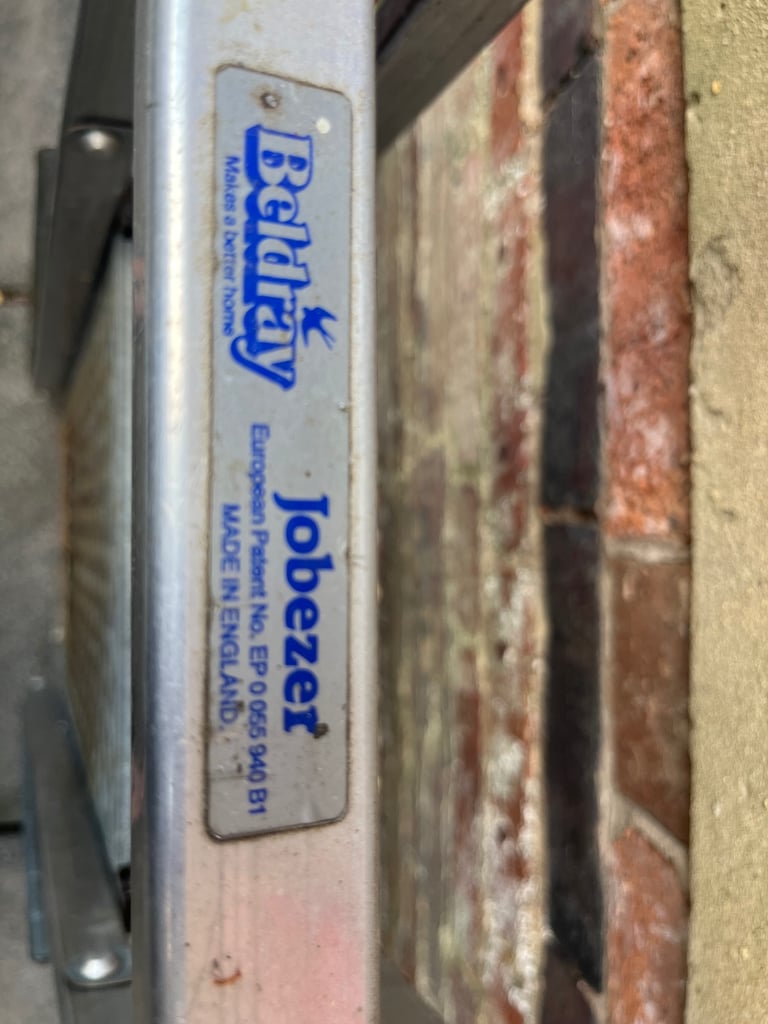 Beldray
Makes a better home
Jobezer
European Patent No. EP 0 055 940 B1
MADE IN ENGLAND.